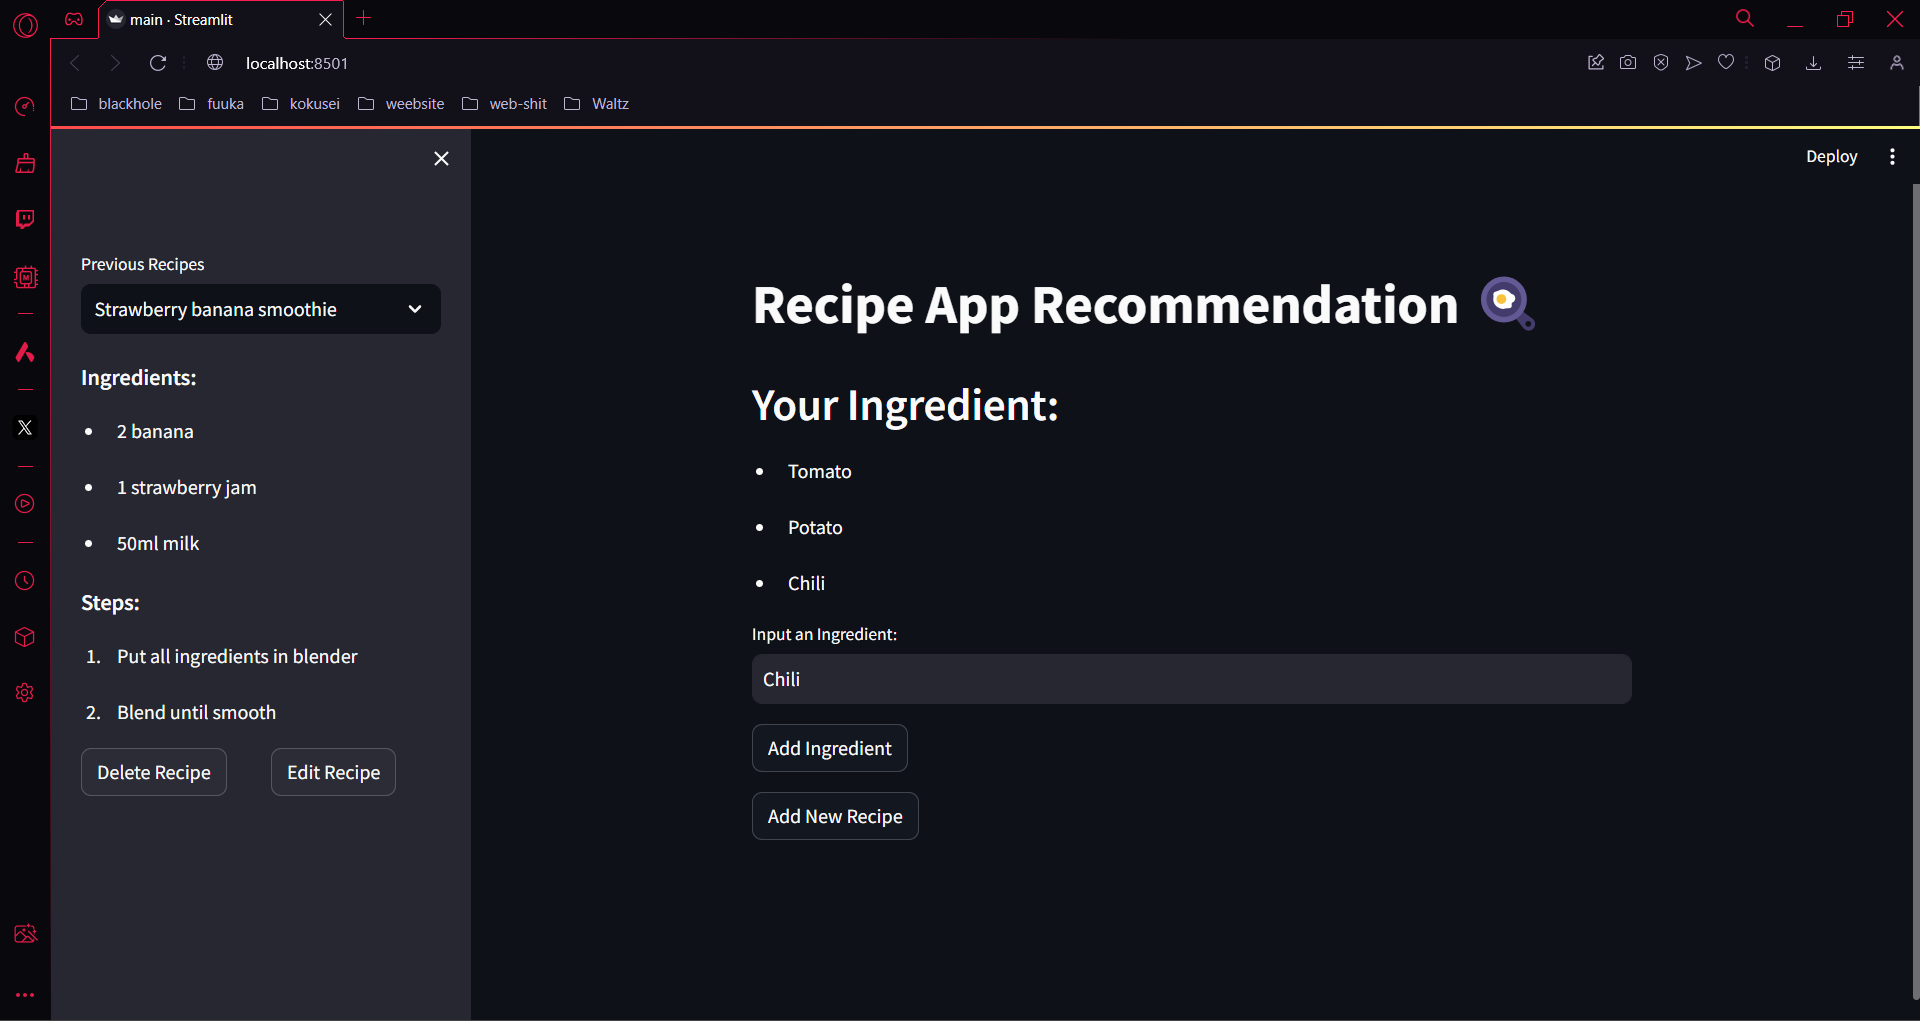 main · Streamlit
localhost:8501
blackhole
fuuka
kokusei
weebsite
web-shit
Waltz
Deploy
Previous Recipes
Strawberry banana smoothie
Ingredients:
2 banana
1 strawberry jam
50ml milk
Steps:
1. Put all ingredients in blender
2. Blend until smooth
Delete Recipe
Edit Recipe
Recipe App Recommendation
Your Ingredient:
Tomato
Potato
Chili
Input an Ingredient:
Chili
Add Ingredient
Add New Recipe